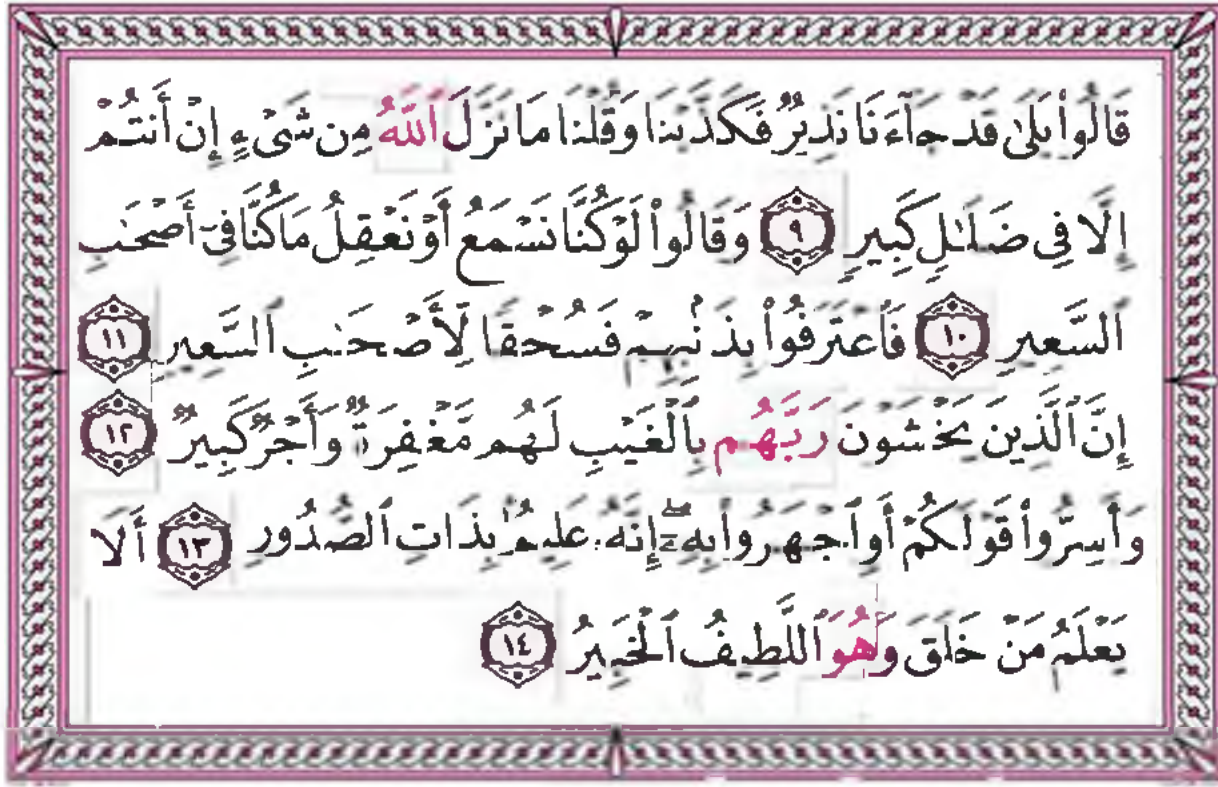 قَالُوا۟ بَلَىٰ قَدْ جَآءَنَا نَذِيرٌ فَكَذَّبْنَا وَقُلْنَا مَا نَزَّلَ ٱللَّهُ مِن شَىْءٍ إِنْ أَنتُمْ
إِلَّا فِى ضَلَـٰلٍ كَبِيرٍ ٩ وَقَالُوا۟ لَوْ كُنَّا نَسْمَعُ أَوْ نَعْقِلُ مَا كُنَّا فِىٓ أَصْحَـٰبِ
ٱلسَّعِيرِ ١٠ فَٱعْتَرَفُوا۟ بِذَنۢبِهِمْ فَسُحْقًا لِّأَصْحَـٰبِ ٱلسَّعِيرِ ١١
إِنَّ ٱلَّذِينَ يَخْشَوْنَ رَبَّهُم بِٱلْغَيْبِ لَهُم مَّغْفِرَةٌ وَأَجْرٌ كَبِيرٌ ١٢
وَأَسِرُّوا۟ قَوْلَكُمْ أَوِ ٱجْهَرُوا۟ بِهِۦٓ ۖ إِنَّهُۥ عَلِيمٌۢ بِذَاتِ ٱلصُّدُورِ ١٣ أَلَا
يَعْلَمُ مَنْ خَلَقَ وَهُوَ ٱللَّطِيفُ ٱلْخَبِيرُ ١٤